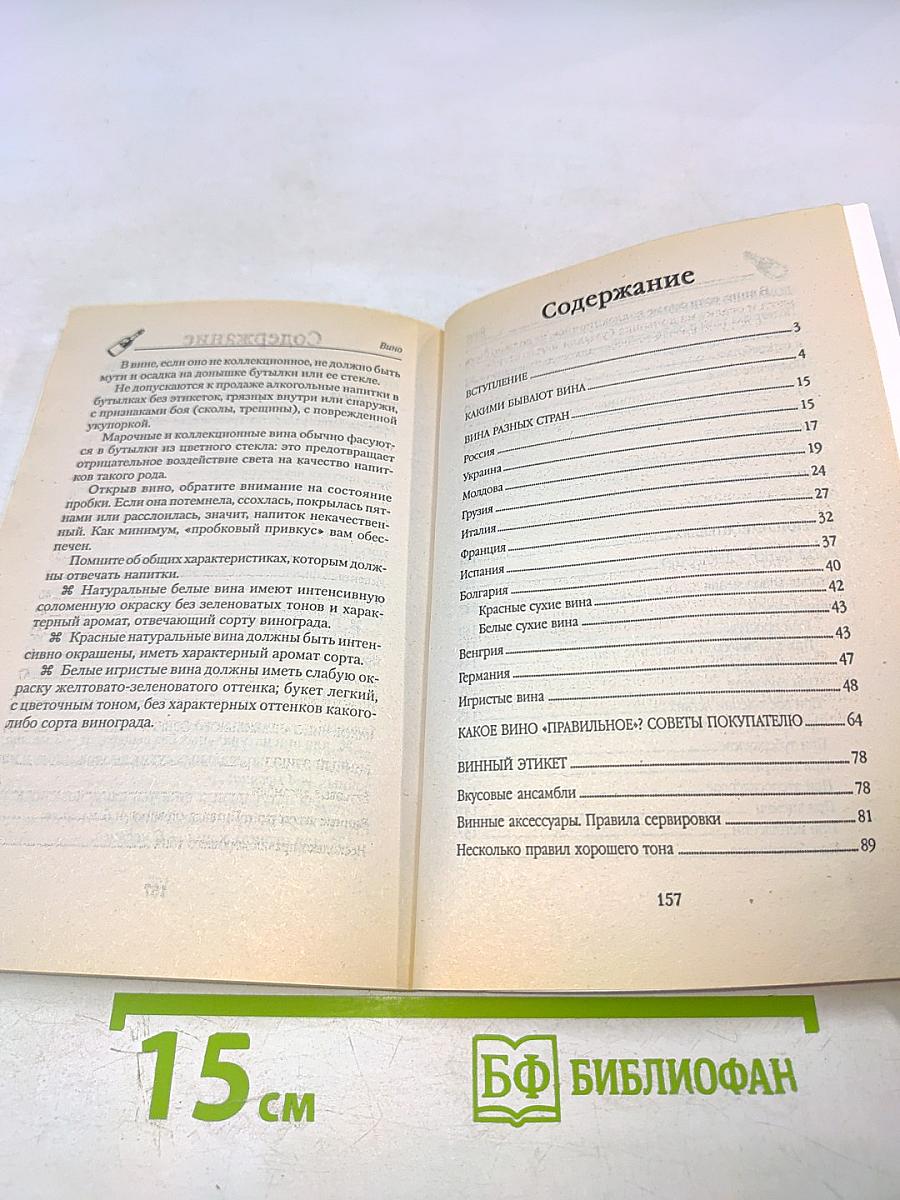 Вино
В вине, если оно не коллекционное, не должно быть
мути и осадка на донышке бутылки или ее стекле.
Не допускаются к продаже алкогольные напитки в
бутылках без этикеток, грязных внутри или снаружи,
с признаками боя (сколы, трещины), с поврежденной
укупоркой.
Марочные и коллекционные вина обычно фасуют-
ся в бутылки из цветного стекла: это предотвращает
отрицательное воздействие света на качество напит-
ков такого рода.
Открыв вино, обратите внимание на состояние
пробки. Если она потемнела, ссохлась, покрылась пят-
нами или расслоилась, значит, напиток некачествен-
ный. Как минимум, «пробковый привкус» вам обес-
печен.
Помните об общих характеристиках, которым долж-
ны отвечать напитки.
⌘ Натуральные белые вина имеют интенсивную
соломенную окраску без зеленоватых тонов и харак-
терный аромат, отвечающий сорту винограда.
⌘ Красные натуральные вина должны быть интен-
сивно окрашены, иметь характерный аромат сорта.
⌘ Белые игристые вина должны иметь слабую ок-
раску желтовато-зеленоватого оттенка; букет легкий,
с цветочным тоном, без характерных оттенков какого-
либо сорта винограда.
Содержание
ВСТУПЛЕНИЕ 3
КАКИМИ БЫВАЮТ ВИНА 4
ВИНА РАЗНЫХ СТРАН 15
Россия 15
Украина 17
Молдова 19
Грузия 24
Италия 27
Франция 32
Испания 37
Болгария 40
Красные сухие вина 42
Белые сухие вина 43
Венгрия 43
Германия 47
Игристые вина 48
КАКОЕ ВИНО «ПРАВИЛЬНОЕ»? СОВЕТЫ ПОКУПАТЕЛЮ 64
ВИННЫЙ ЭТИКЕТ 78
Вкусовые ансамбли 78
Винные аксессуары. Правила сервировки 81
Несколько правил хорошего тона 89
157
15 см
БФ БИБЛИОФАН